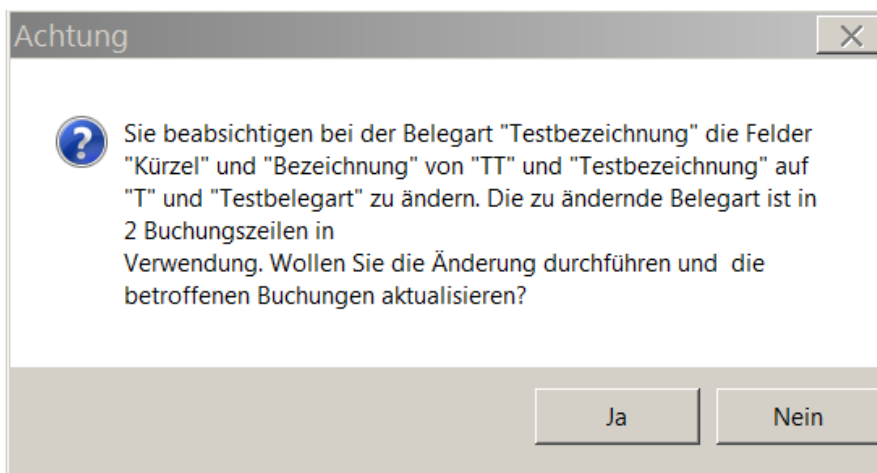 Achtung
Sie beabsichtigen bei der Belegart "Testbezeichnung" die Felder
"Kürzel" und "Bezeichnung" von "TT" und "Testbezeichnung" auf
"T" und "Testbelegart" zu ändern. Die zu ändernde Belegart ist in
2 Buchungszeilen in
Verwendung. Wollen Sie die Änderung durchführen und  die
betroffenen Buchungen aktualisieren?
Ja
Nein